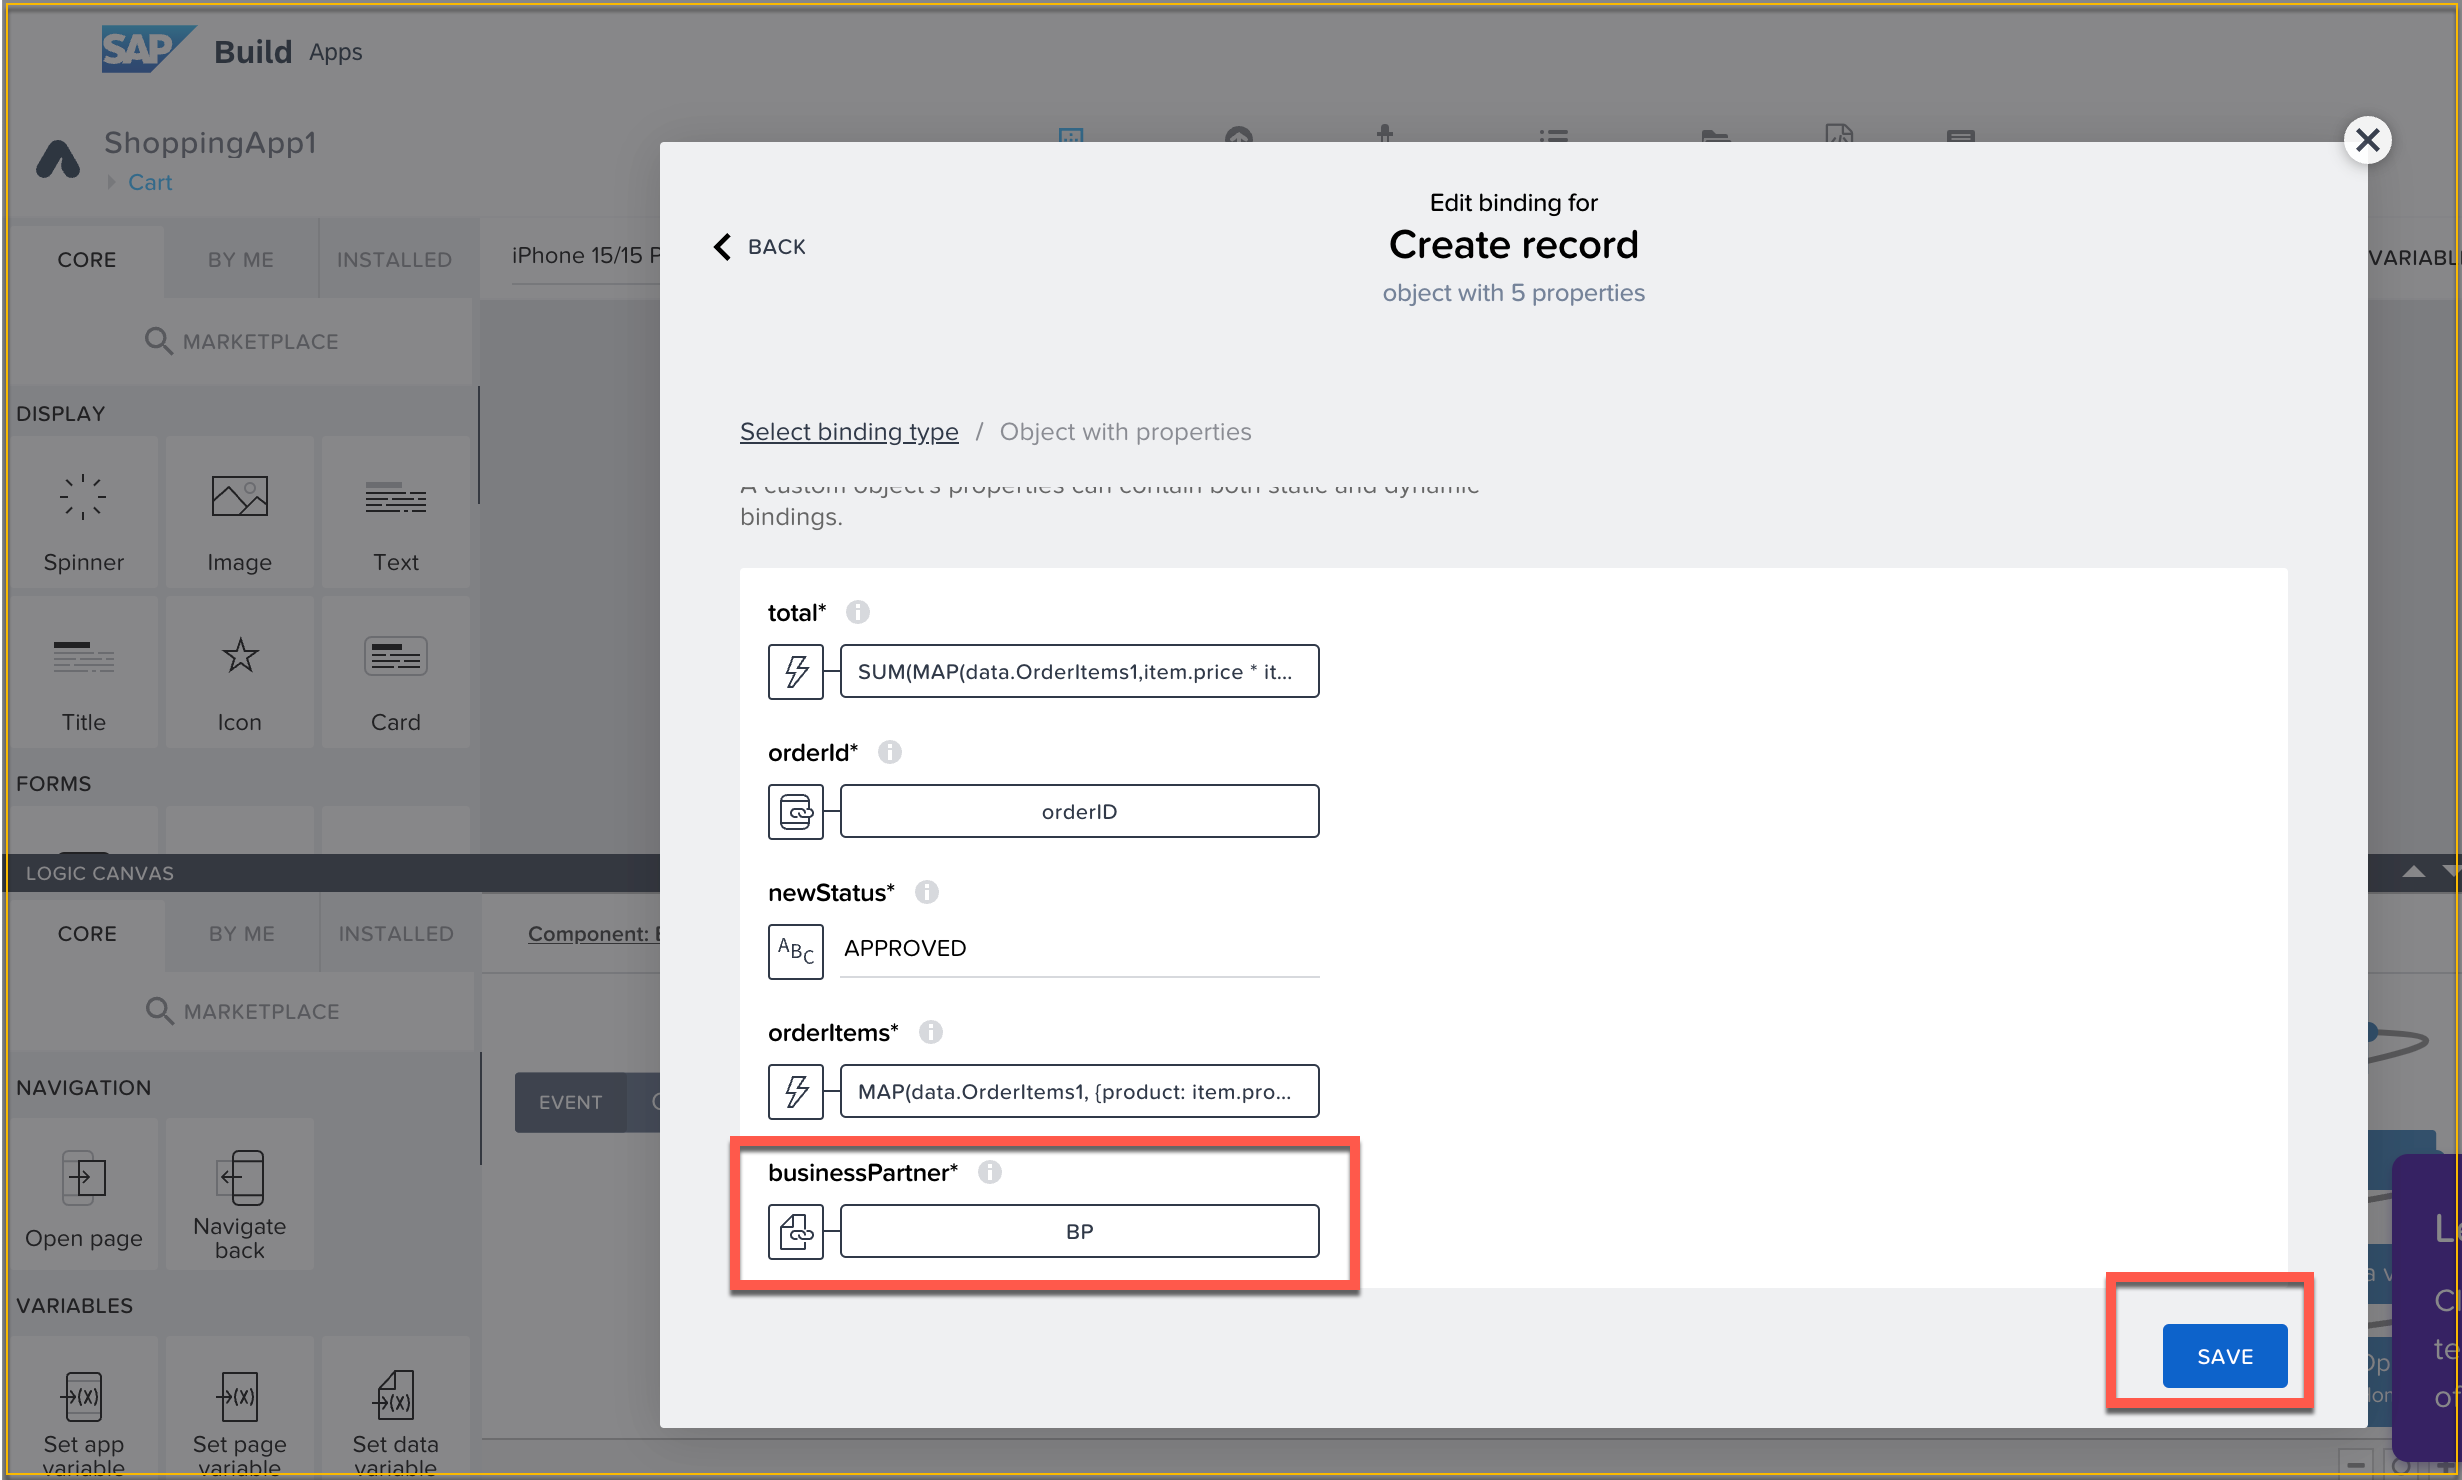 SAP Build Apps
ShoppingApp1
Cart
CORE BY ME INSTALLED
iPhone 15/15 P
VARIABL
MARKETPLACE
DISPLAY
Spinner Image Text
Title Icon Card
FORMS
LOGIC CANVAS
CORE BY ME INSTALLED
Component:
MARKETPLACE
NAVIGATION
EVENT
Open page
Navigate back
VARIABLES
Set app variable
Set page variable
Set data variable
BACK
Edit binding for
Create record
object with 5 properties
Select binding type / Object with properties
A custom object's properties can contain both static and dynamic
bindings.
total*
SUM(MAP(data.OrderItems1,item.price * it...
orderId*
orderID
newStatus*
ABC APPROVED
orderItems*
MAP(data.OrderItems1, {product: item.pro...
businessPartner*
BP
SAVE